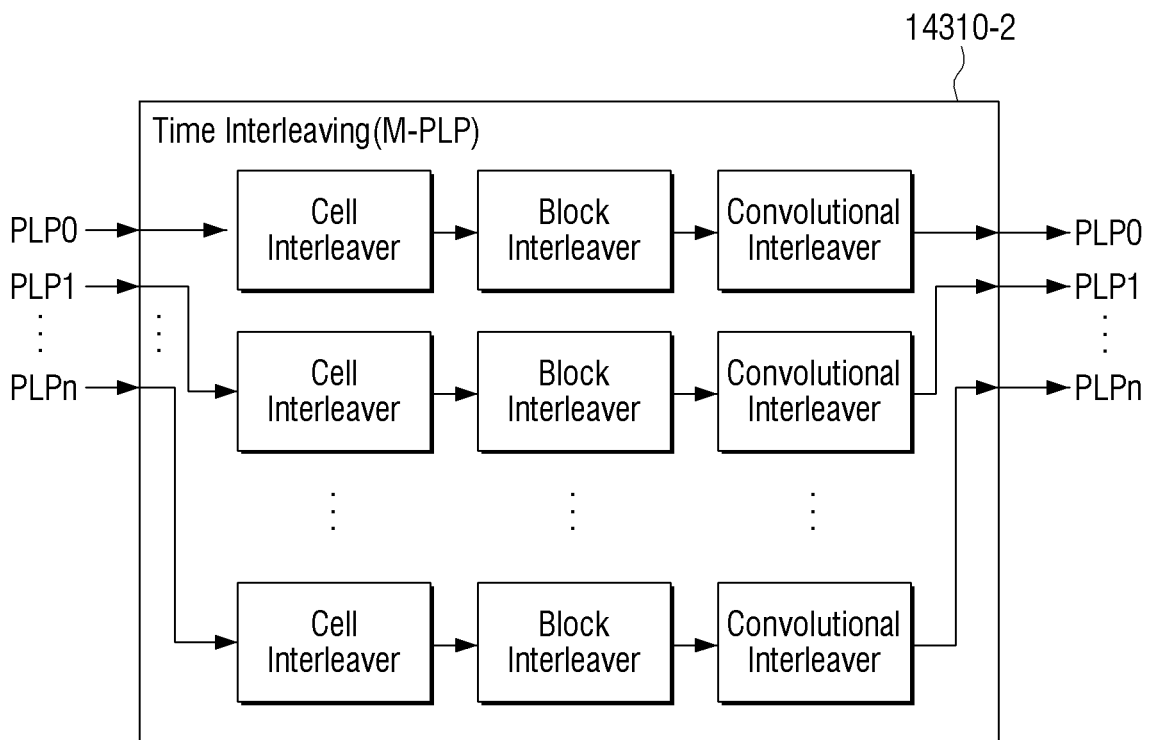 14310-2
Time Interleaving(M-PLP)
PLP0
Cell
Interleaver
Block
Interleaver
Convolutional
Interleaver
PLP0
PLP1
Cell
Interleaver
Block
Interleaver
Convolutional
Interleaver
PLP1
PLPn
Cell
Interleaver
Block
Interleaver
Convolutional
Interleaver
PLPn